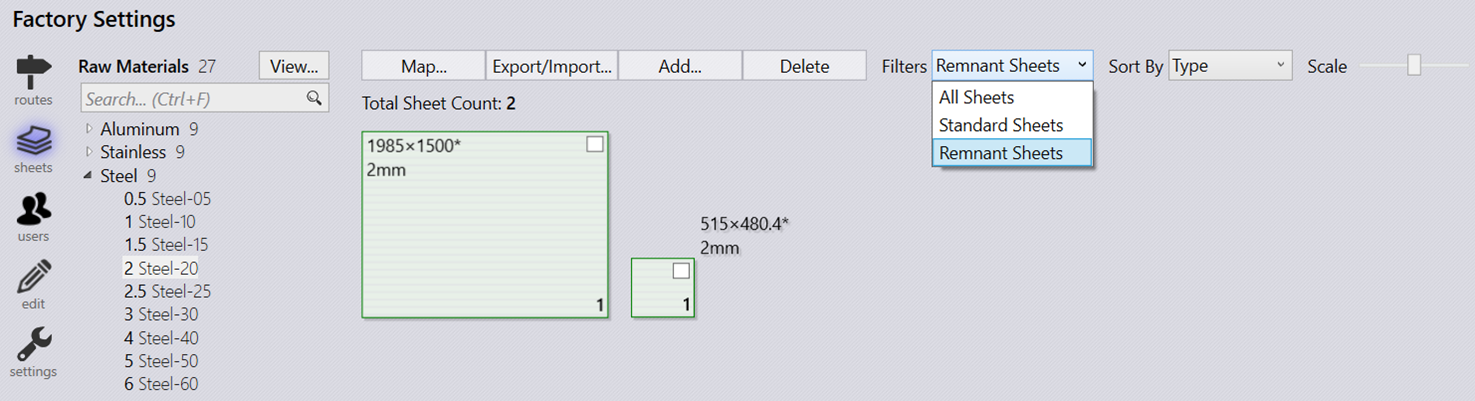 Factory Settings
routes
sheets
users
edit
settings
Raw Materials 27
View...
Search... (Ctrl+F)
Aluminum 9
Stainless 9
Steel 9
0.5 Steel-05
1 Steel-10
1.5 Steel-15
2 Steel-20
2.5 Steel-25
3 Steel-30
4 Steel-40
5 Steel-50
6 Steel-60
Map...
Export/Import...
Add...
Delete
Filters
Remnant Sheets
All Sheets
Standard Sheets
Remnant Sheets
Sort By
Type
Scale
Total Sheet Count: 2
1985×1500*
2mm
1
515×480.4*
2mm
1